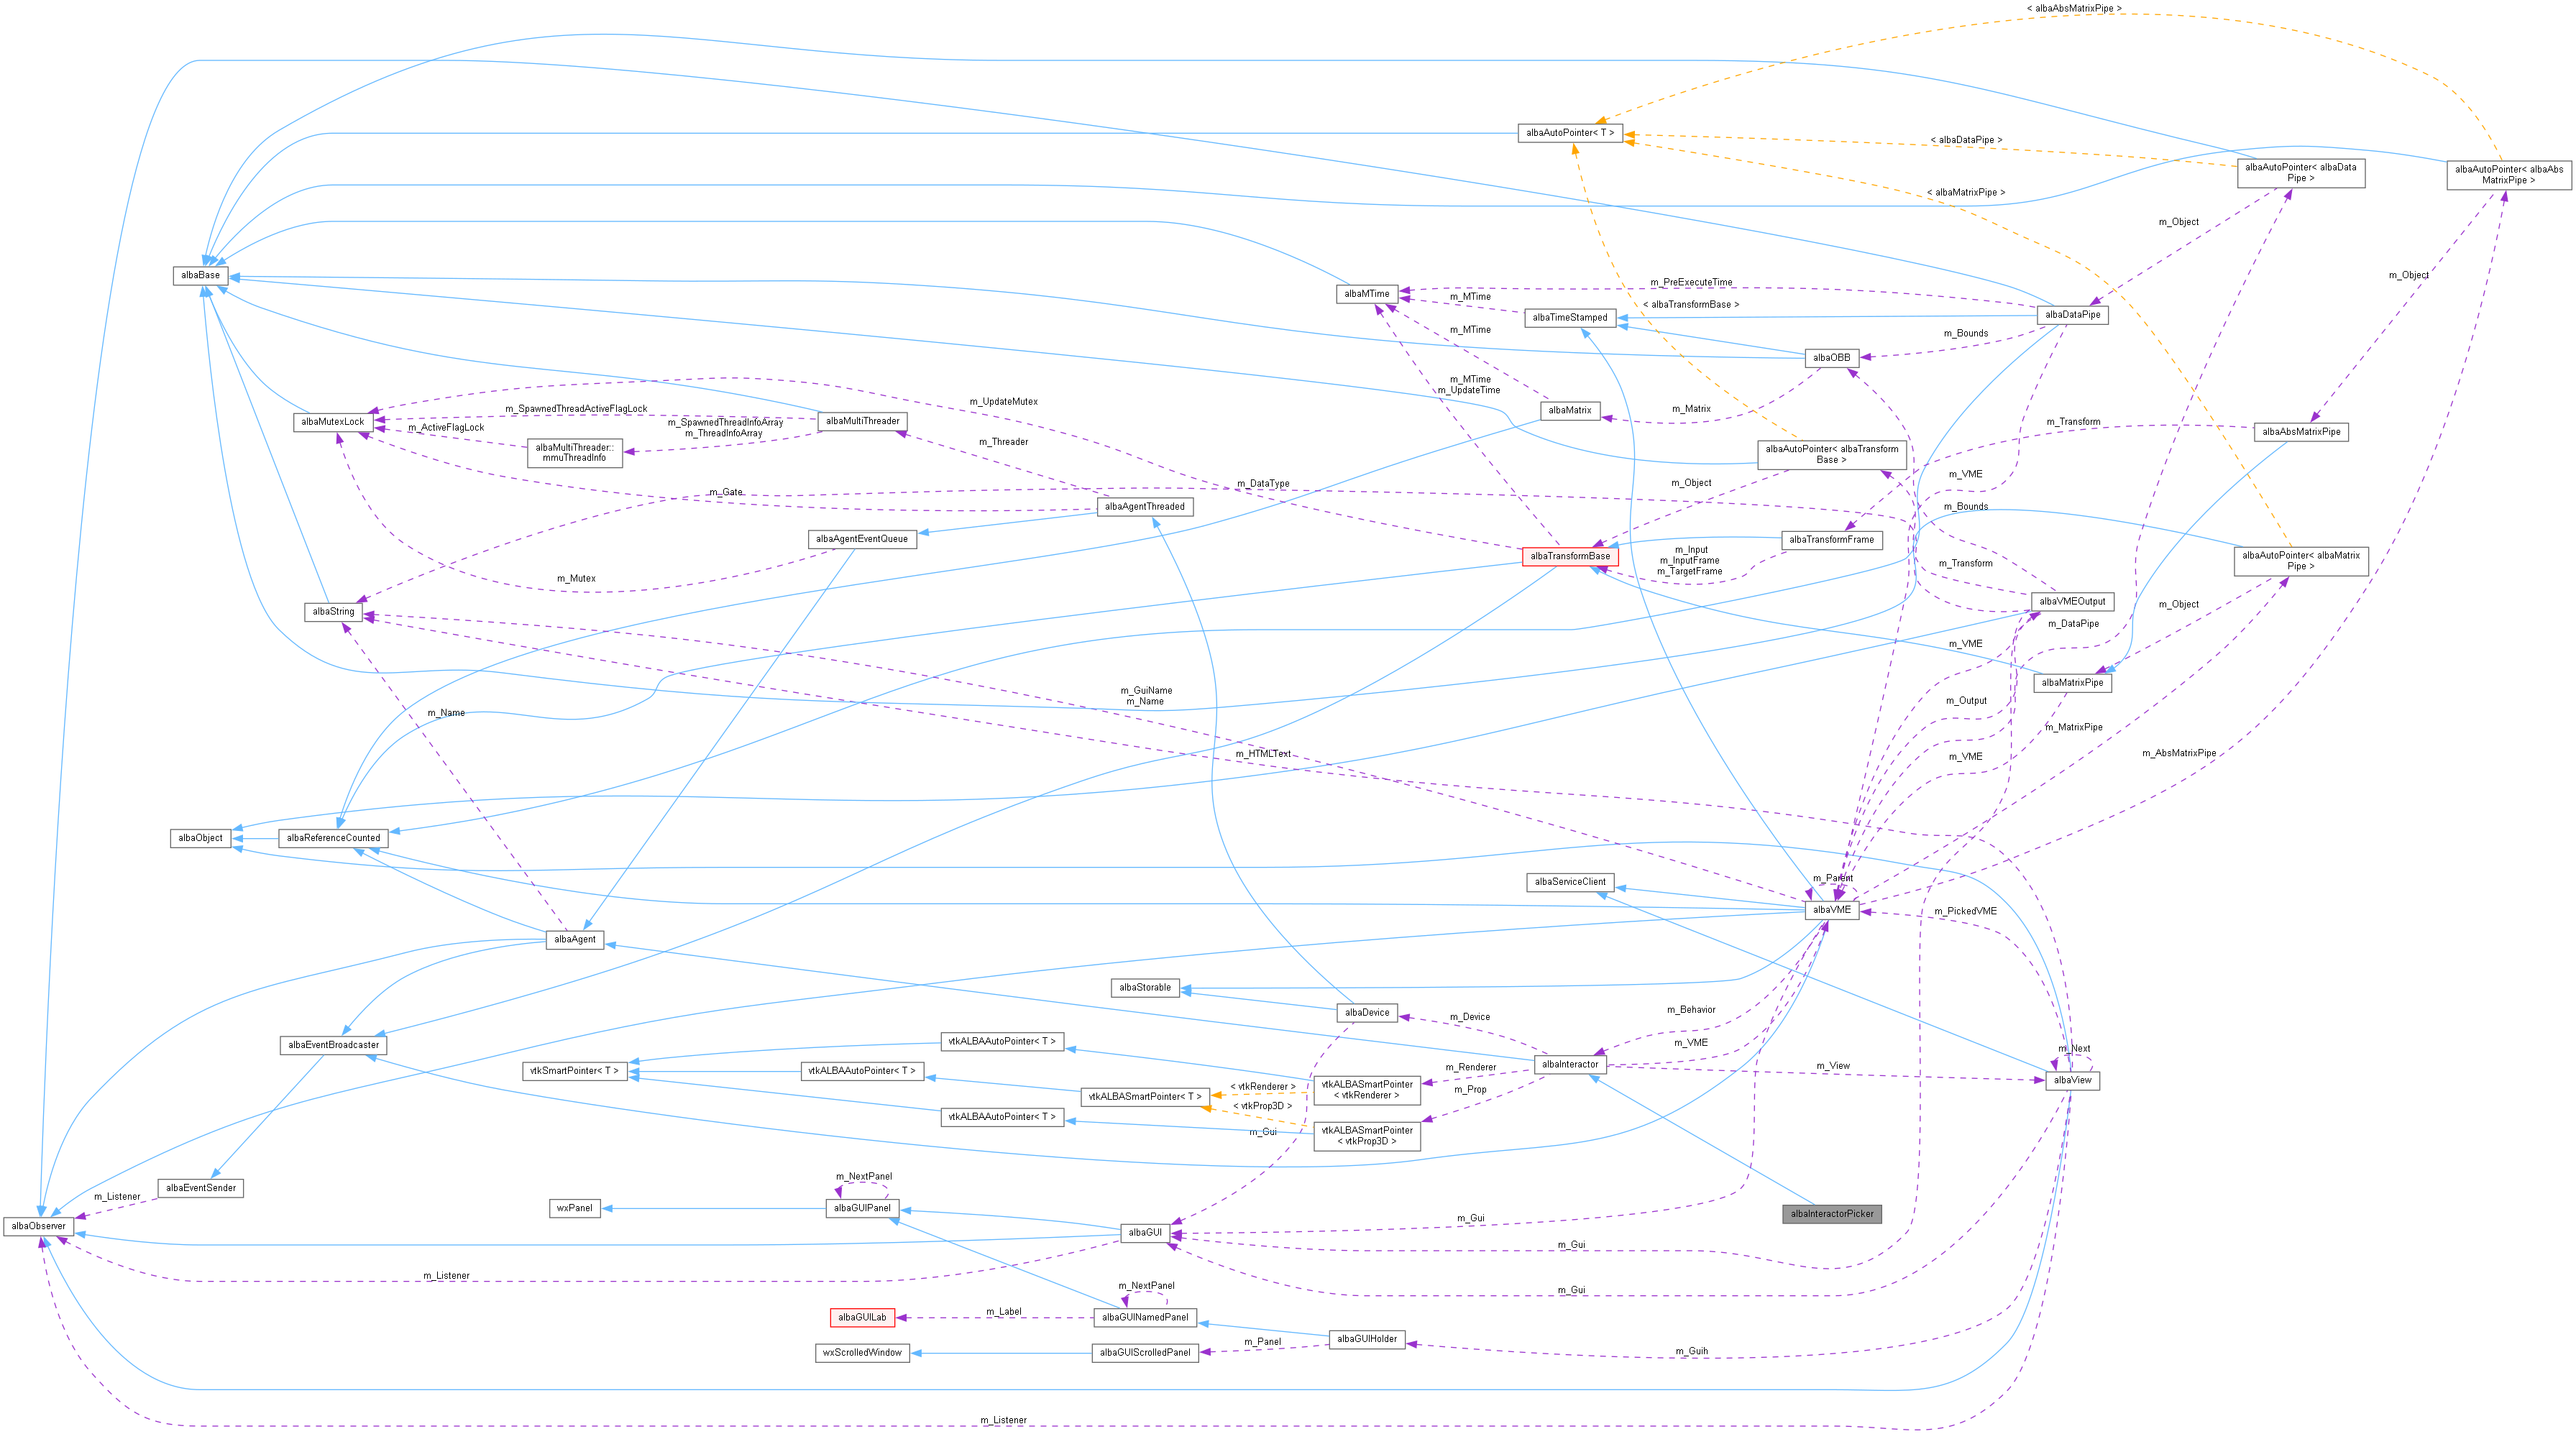 < albaAbsMatrixPipe >
albaAutoPointer< T >
< albaDataPipe >
albaAutoPointer< albaData
Pipe >
albaAutoPointer< albaAbs
MatrixPipe >
< albaMatrixPipe >
m_Object
m_Object
albaBase
m_PreExecuteTime
albaMTime
m_MTime
< albaTransformBase >
albaTimeStamped
albaDataPipe
m_MTime
m_Bounds
albaOBB
m_MTime
m_UpdateTime
m_UpdateMutex
m_SpawnedThreadActiveFlagLock
albaMutexLock
m_ActiveFlagLock
m_SpawnedThreadInfoArray
m_ThreadInfoArray
albaMultiThreader
albaMatrix
m_Matrix
m_Transform
albaAbsMatrixPipe
albaMultiThreader::
mmuThreadInfo
m_Threader
albaAutoPointer< albaTransform
Base >
m_VME
m_Gate
m_DataType
m_Object
albaAgentThreaded
m_Bounds
albaAgentEventQueue
albaTransformFrame
albaTransformBase
m_Input
m_InputFrame
m_TargetFrame
albaAutoPointer< albaMatrix
Pipe >
m_Transform
m_Mutex
albaString
albaVMEOutput
m_Object
m_DataPipe
m_VME
albaMatrixPipe
m_GuiName
m_Name
m_Name
m_Output
m_MatrixPipe
m_HTMLText
m_VME
m_AbsMatrixPipe
albaObject
albaReferenceCounted
albaServiceClient
m_Parent
albaVME
m_PickedVME
albaAgent
albaStorable
albaDevice
m_Device
m_Behavior
albaEventBroadcaster
vtkALBAAutoPointer< T >
m_VME
m_Next
vtkSmartPointer< T >
vtkALBAAutoPointer< T >
m_Renderer
albaInteractor
m_View
albaView
< vtkRenderer >
vtkALBASmartPointer
< vtkRenderer >
m_Prop
vtkALBASmartPointer< T >
< vtkProp3D >
vtkALBAAutoPointer< T >
m_Gui
vtkALBASmartPointer
< vtkProp3D >
m_NextPanel
albaEventSender
m_Listener
wxPanel
albaGUIPanel
albaInteractorPicker
albaObserver
albaGUI
m_Gui
m_Gui
m_Listener
m_NextPanel
m_Gui
albaGUILab
m_Label
albaGUINamedPanel
albaGUIHolder
m_Panel
wxScrolledWindow
albaGUIScrolledPanel
m_Guih
m_Listener